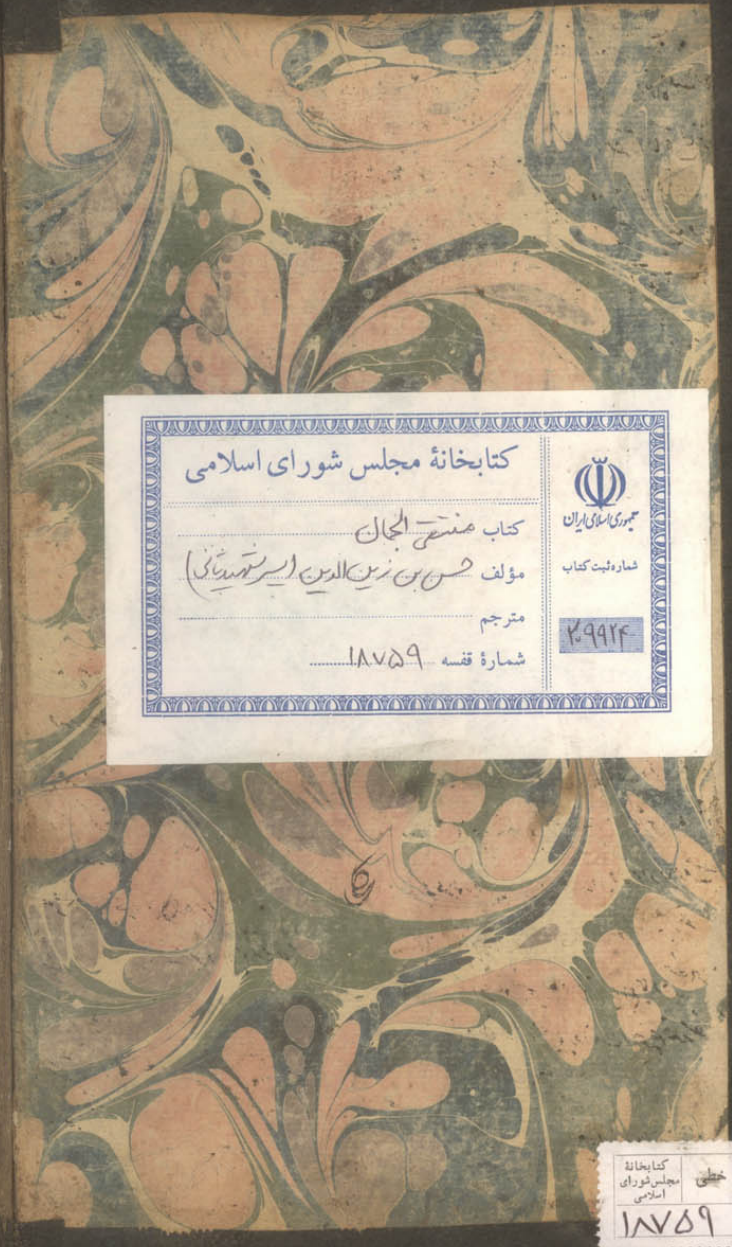 کتابخانهٔ مجلس شورای اسلامی
کتاب منتقی الجمان
مؤلف حسن بن زین الدین (پسر شهید ثانی)
مترجم
شمارهٔ قفسه ۱۸۷۵۹
جمهوری اسلامی ایران
شماره ثبت کتاب
۲۰۹۹۲۴
خطی
کتابخانهٔ
مجلس شورای
اسلامی
۱۸۷۵۹